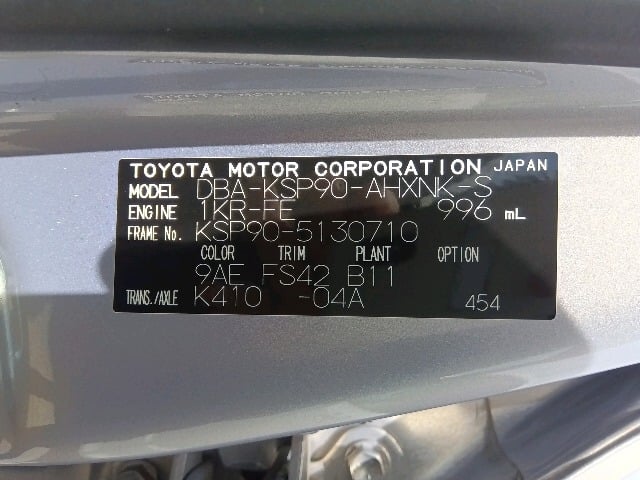 TOYOTA MOTOR CORPORATION JAPAN
MODEL DBA-KSP90-AHXNK-S
ENGINE 1KR-FE 996 mL
FRAME No. KSP90-5130710
COLOR TRIM PLANT OPTION
9AE FS42 B11
TRANS./AXLE K410 -04A 454